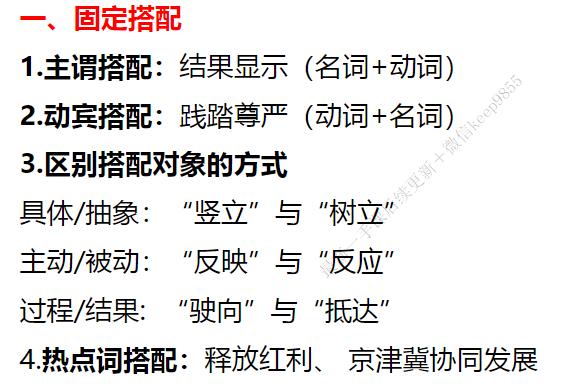 一、固定搭配
1.主谓搭配：结果显示（名词+动词）
2.动宾搭配：践踏尊严（动词+名词）
3.区别搭配对象的方式
具体/抽象：“竖立”与“树立”
主动/被动：“反映”与“反应”
过程/结果:“驶向”与“抵达”
4.热点词搭配：释放红利、 京津冀协同发展
续更新＋微信keep9855